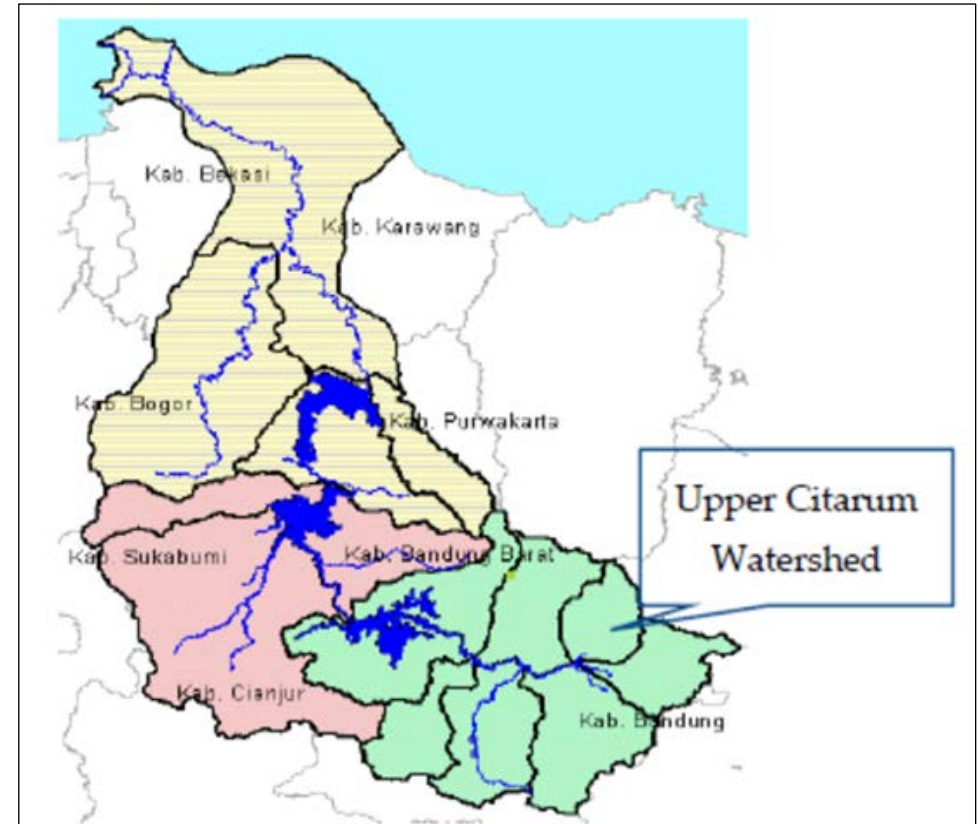 Kab. Bekasi
Kab. Karawang
Kab. Bogor
Kab. Purwakarta
Upper Citarum
Watershed
Kab. Sukabumi
Kab. Bandung Barat
Kab. Cianjur
Kab. Bandung